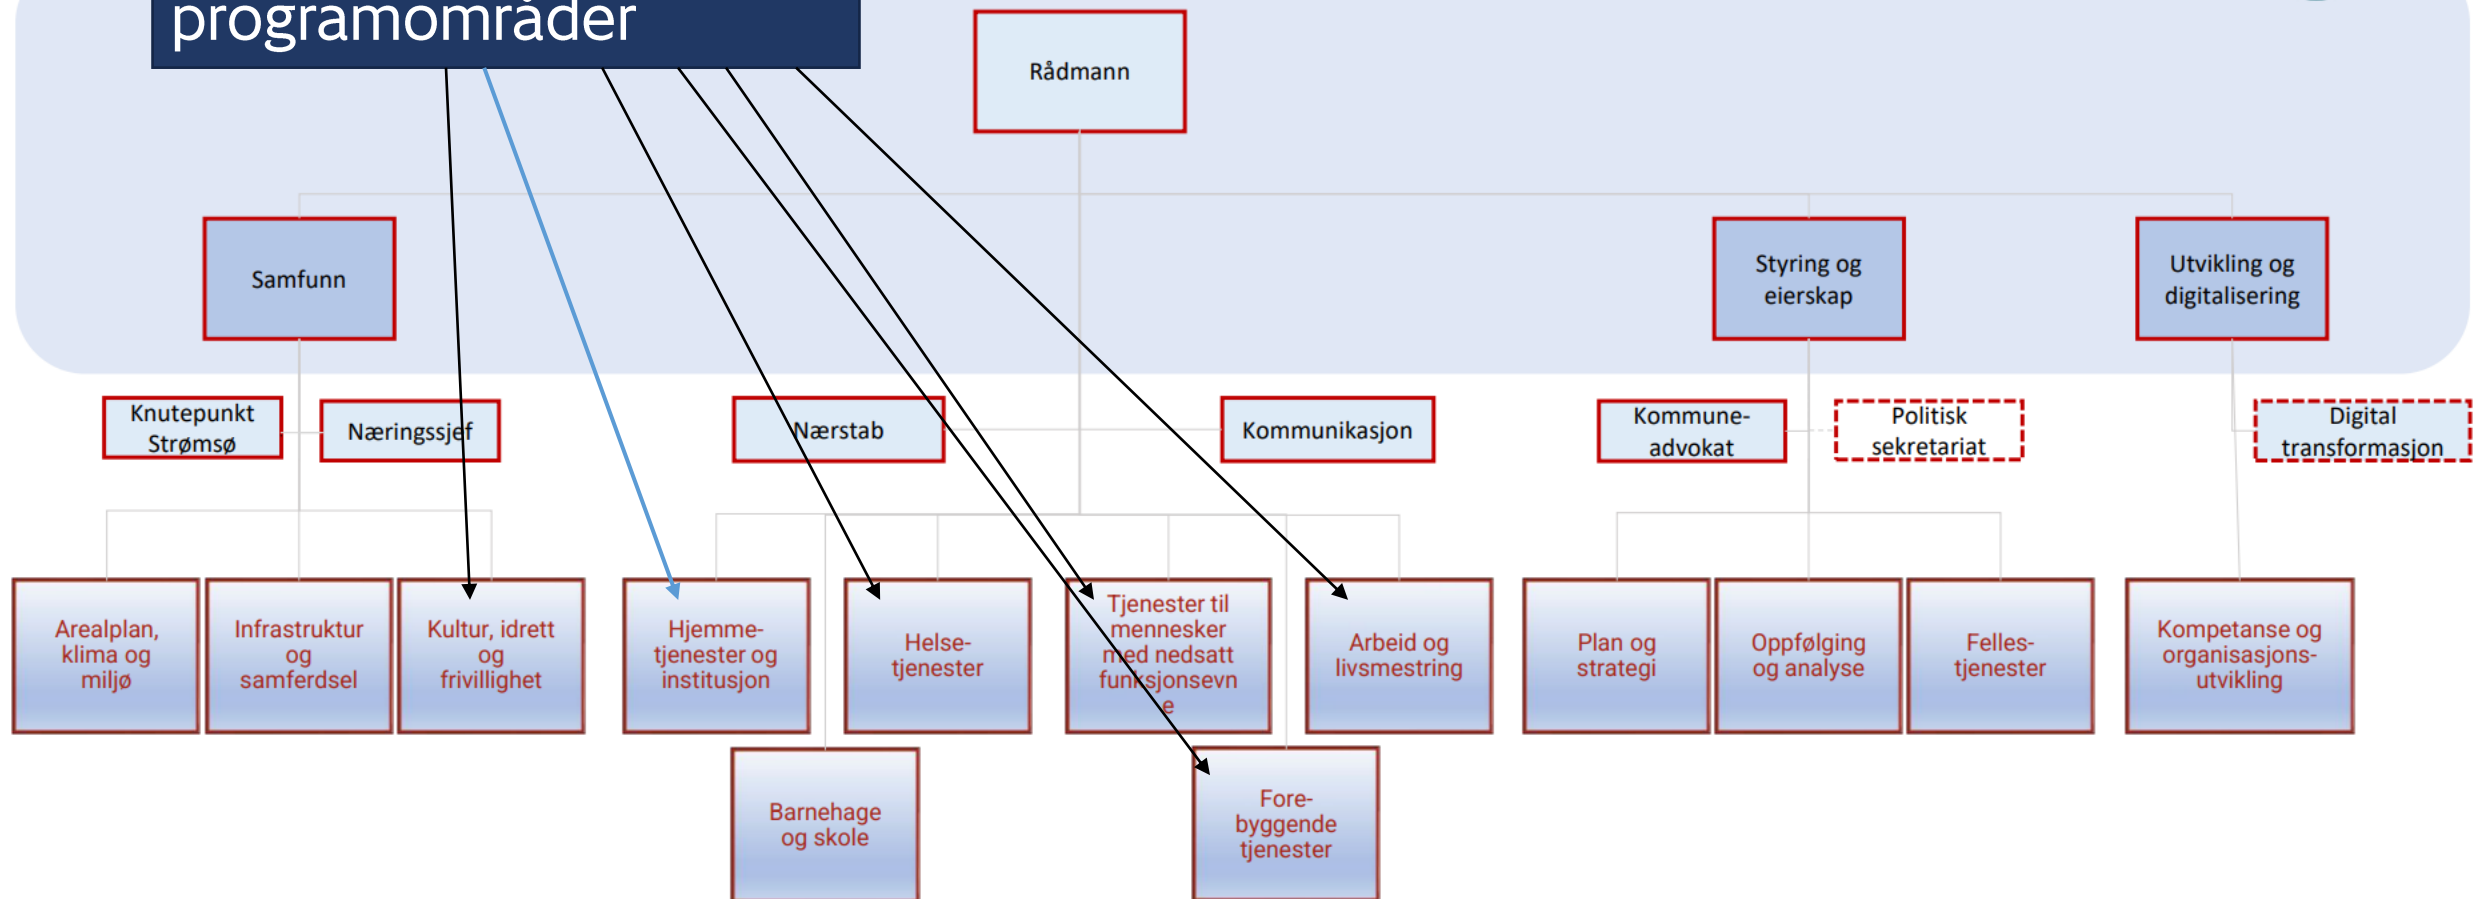 programområder
Rådmann
Samfunn
Styring og
eierskap
Utvikling og
digitalisering
Knutepunkt
Strømsø
Næringssjef
Nærstab
Kommunikasjon
Kommune-
advokat
Politisk
sekretariat
Digital
transformasjon
Arealplan,
klima og
miljø
Infrastruktur
og
samferdsel
Kultur, idrett
og
frivillighet
Hjemme-
tjenester og
institusjon
Helse-
tjenester
Tjenester til
mennesker
med nedsatt
funksjonsevn
e
Arbeid og
livsmestring
Plan og
strategi
Oppfølging
og analyse
Felles-
tjenester
Kompetanse og
organisasjons-
utvikling
Barnehage
og skole
Fore-
byggende
tjenester